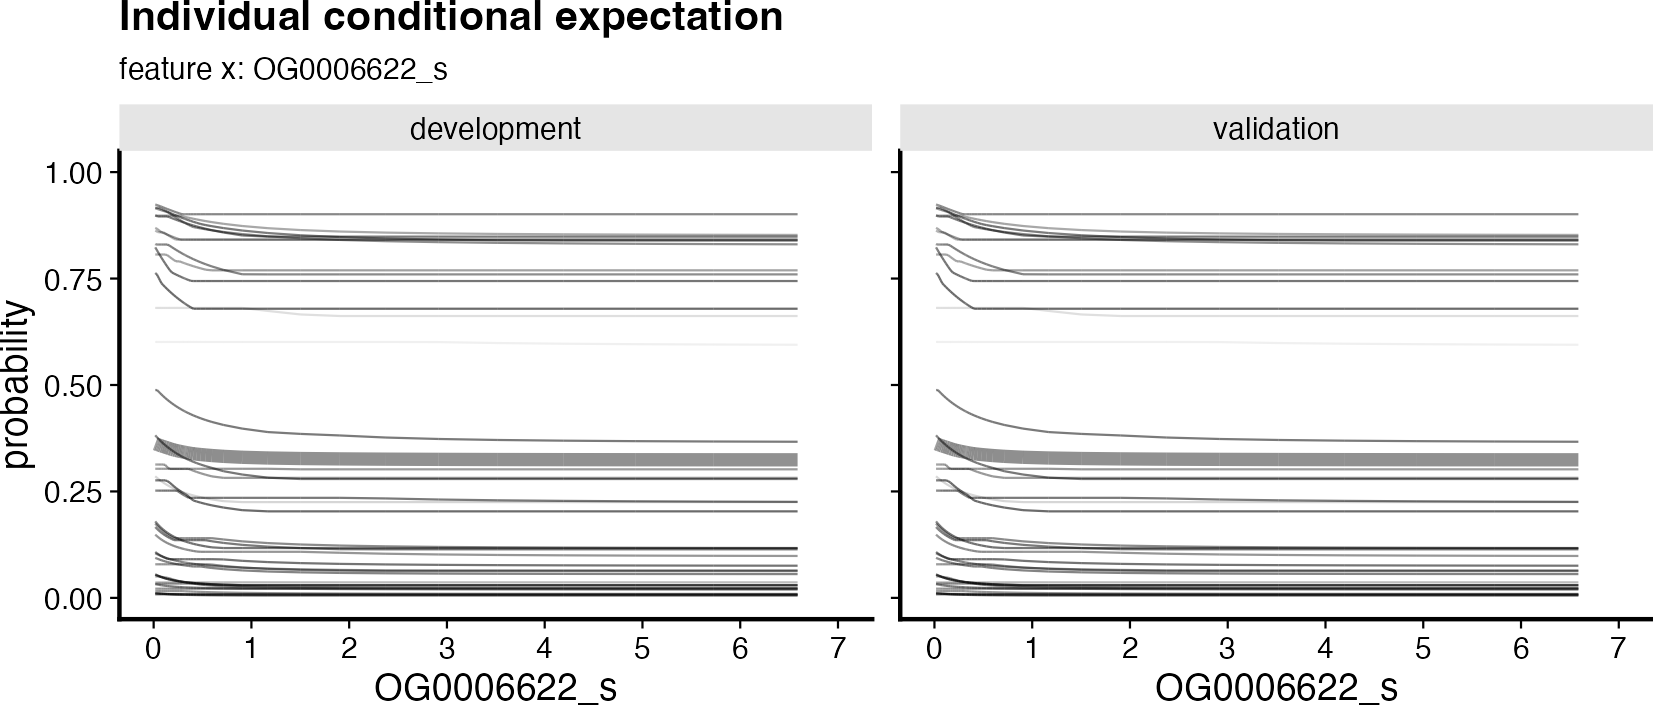 Individual conditional expectation
feature x: OG0006622_s
development
validation
probability
1.00
0.75
0.50
0.25
0.00
0 1 2 3 4 5 6 7
0 1 2 3 4 5 6 7
OG0006622_s
OG0006622_s